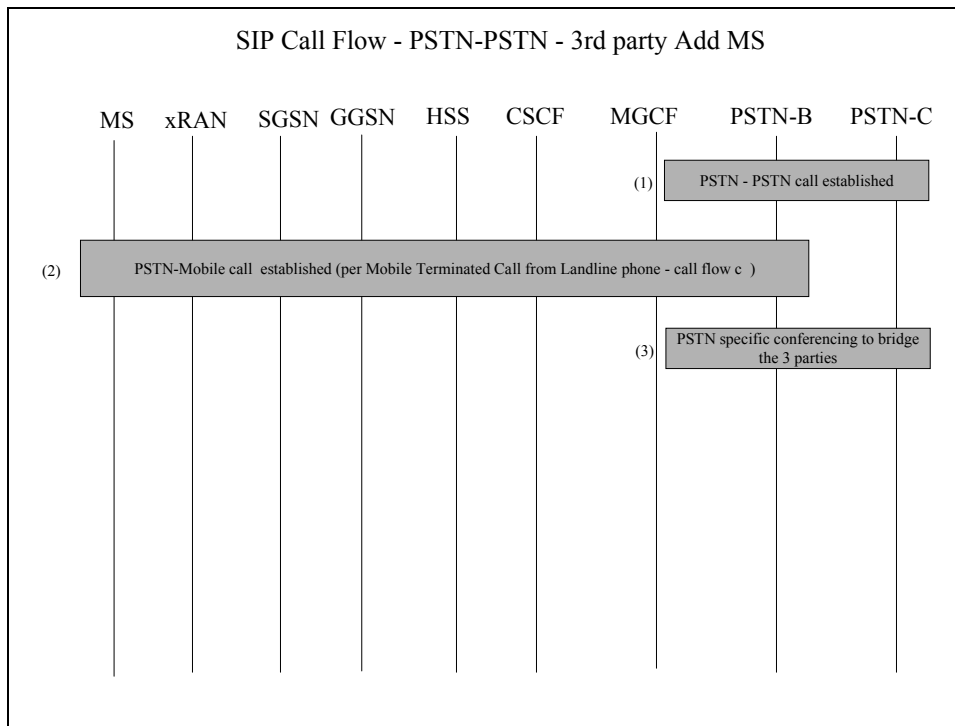 SIP Call Flow - PSTN-PSTN - 3rd party Add MS
MS xRAN SGSN GGSN HSS CSCF MGCF PSTN-B PSTN-C
(1) PSTN - PSTN call established
(2) PSTN-Mobile call established (per Mobile Terminated Call from Landline phone - call flow c )
(3) PSTN specific conferencing to bridge
the 3 parties